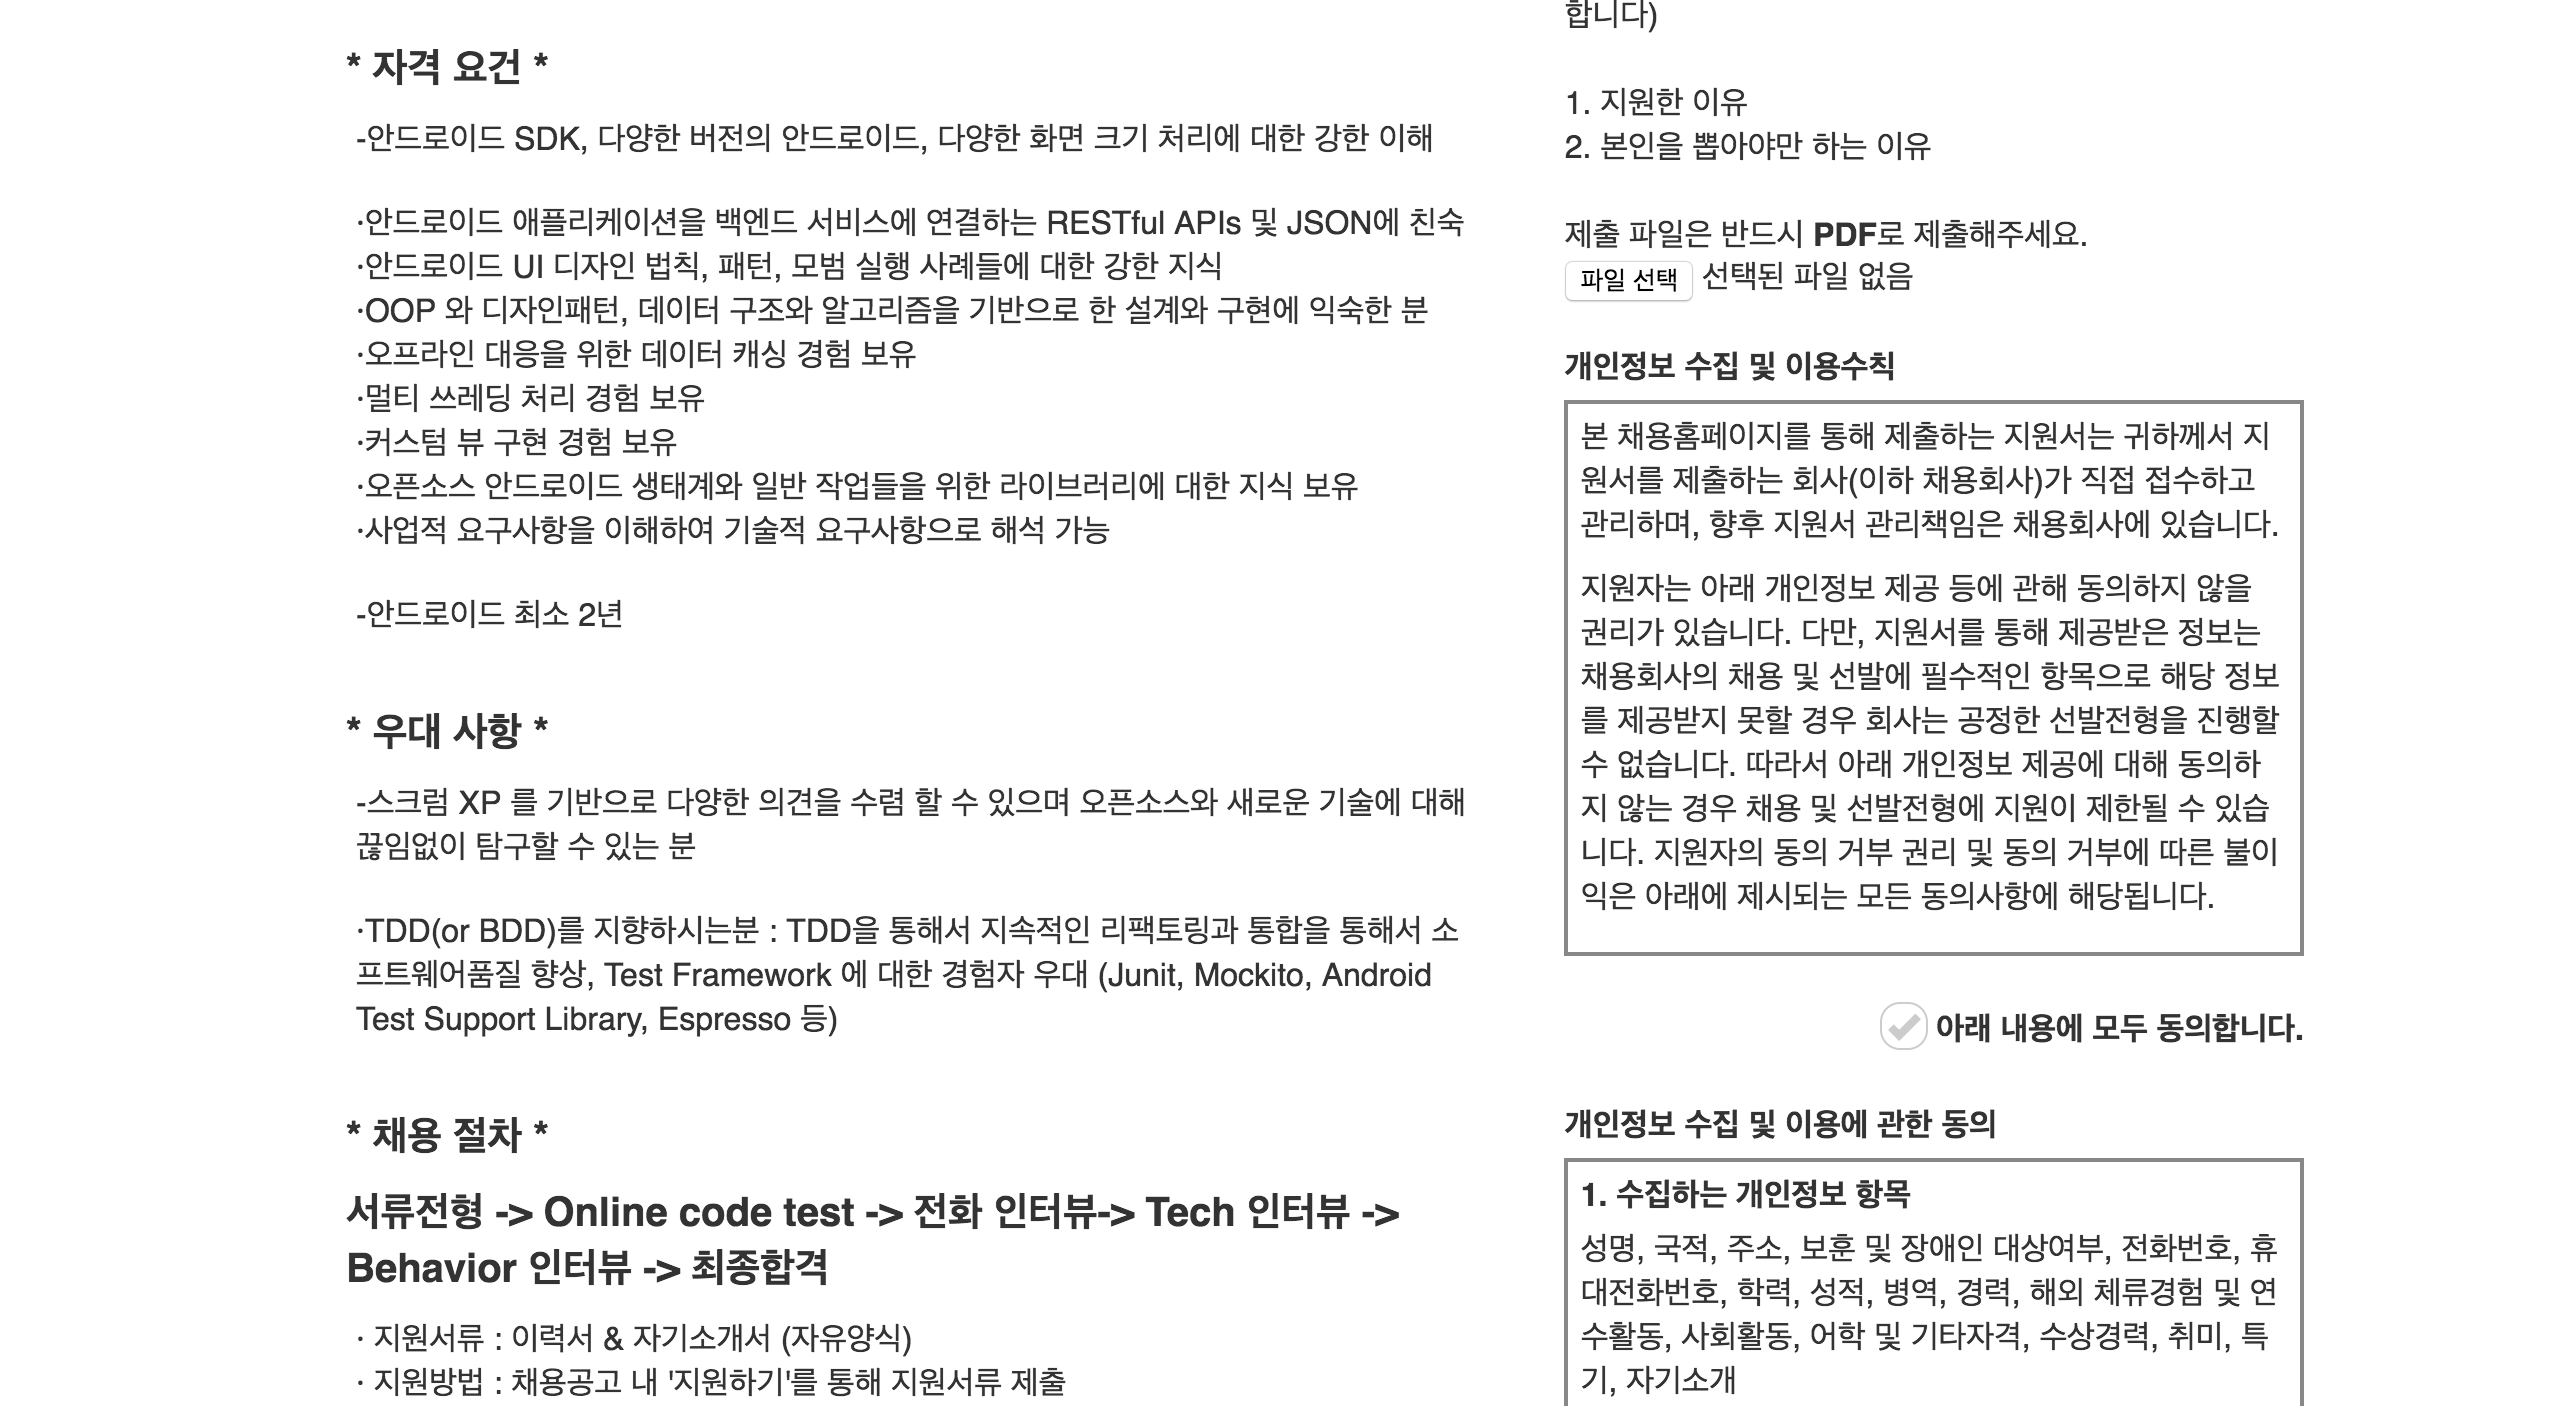 * 자격 요건 *
-안드로이드 SDK, 다양한 버전의 안드로이드, 다양한 화면 크기 처리에 대한 강한 이해
·안드로이드 애플리케이션을 백엔드 서비스에 연결하는 RESTful APIs 및 JSON에 친숙
·안드로이드 UI 디자인 법칙, 패턴, 모범 실행 사례들에 대한 강한 지식
·OOP 와 디자인패턴, 데이터 구조와 알고리즘을 기반으로 한 설계와 구현에 익숙한 분
·오프라인 대응을 위한 데이터 캐싱 경험 보유
·멀티 쓰레딩 처리 경험 보유
·커스텀 뷰 구현 경험 보유
·오픈소스 안드로이드 생태계와 일반 작업들을 위한 라이브러리에 대한 지식 보유
·사업적 요구사항을 이해하여 기술적 요구사항으로 해석 가능
-안드로이드 최소 2년
* 우대 사항 *
-스크럼 XP 를 기반으로 다양한 의견을 수렴 할 수 있으며 오픈소스와 새로운 기술에 대해
끊임없이 탐구할 수 있는 분
·TDD(or BDD)를 지향하시는분 : TDD을 통해서 지속적인 리팩토링과 통합을 통해서 소
프트웨어품질 향상, Test Framework 에 대한 경험자 우대 (Junit, Mockito, Android
Test Support Library, Espresso 등)
* 채용 절차 *
서류전형 -> Online code test -> 전화 인터뷰-> Tech 인터뷰 ->
Behavior 인터뷰 -> 최종합격
· 지원서류 : 이력서 & 자기소개서 (자유양식)
· 지원방법 : 채용공고 내 '지원하기'를 통해 지원서류 제출
합니다)
1. 지원한 이유
2. 본인을 뽑아야만 하는 이유
제출 파일은 반드시 PDF로 제출해주세요.
파일 선택 선택된 파일 없음
개인정보 수집 및 이용수칙
본 채용홈페이지를 통해 제출하는 지원서는 귀하께서 지
원서를 제출하는 회사(이하 채용회사)가 직접 접수하고
관리하며, 향후 지원서 관리책임은 채용회사에 있습니다.
지원자는 아래 개인정보 제공 등에 관해 동의하지 않을
권리가 있습니다. 다만, 지원서를 통해 제공받은 정보는
채용회사의 채용 및 선발에 필수적인 항목으로 해당 정보
를 제공받지 못할 경우 회사는 공정한 선발전형을 진행할
수 없습니다. 따라서 아래 개인정보 제공에 대해 동의하
지 않는 경우 채용 및 선발전형에 지원이 제한될 수 있습
니다. 지원자의 동의 거부 권리 및 동의 거부에 따른 불이
익은 아래에 제시되는 모든 동의사항에 해당됩니다.
아래 내용에 모두 동의합니다.
개인정보 수집 및 이용에 관한 동의
1. 수집하는 개인정보 항목
성명, 국적, 주소, 보훈 및 장애인 대상여부, 전화번호, 휴
대전화번호, 학력, 성적, 병역, 경력, 해외 체류경험 및 연
수활동, 사회활동, 어학 및 기타자격, 수상경력, 취미, 특
기, 자기소개